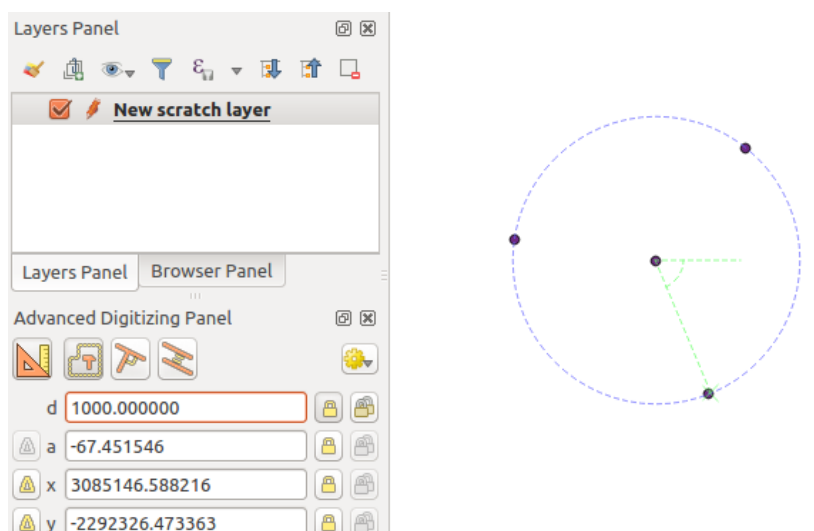 Layers Panel
New scratch layer
Layers Panel Browser Panel
Advanced Digitizing Panel
d 1000.000000
a -67.451546
x 3085146.588216
y -2292326.473363